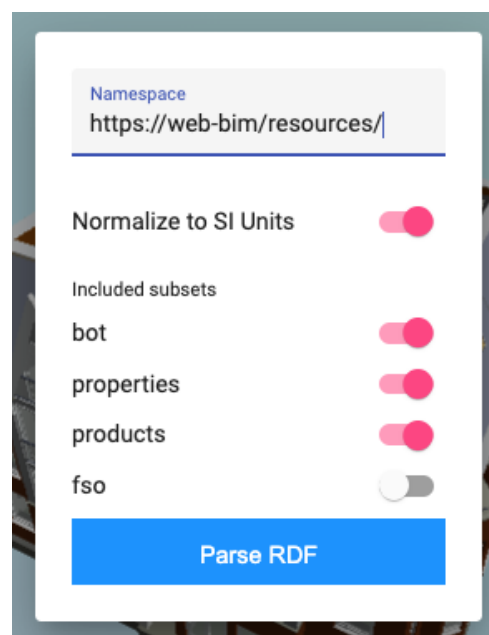 Namespace
https://web-bim/resources/
Normalize to SI Units
Included subsets
bot
properties
products
fso
Parse RDF